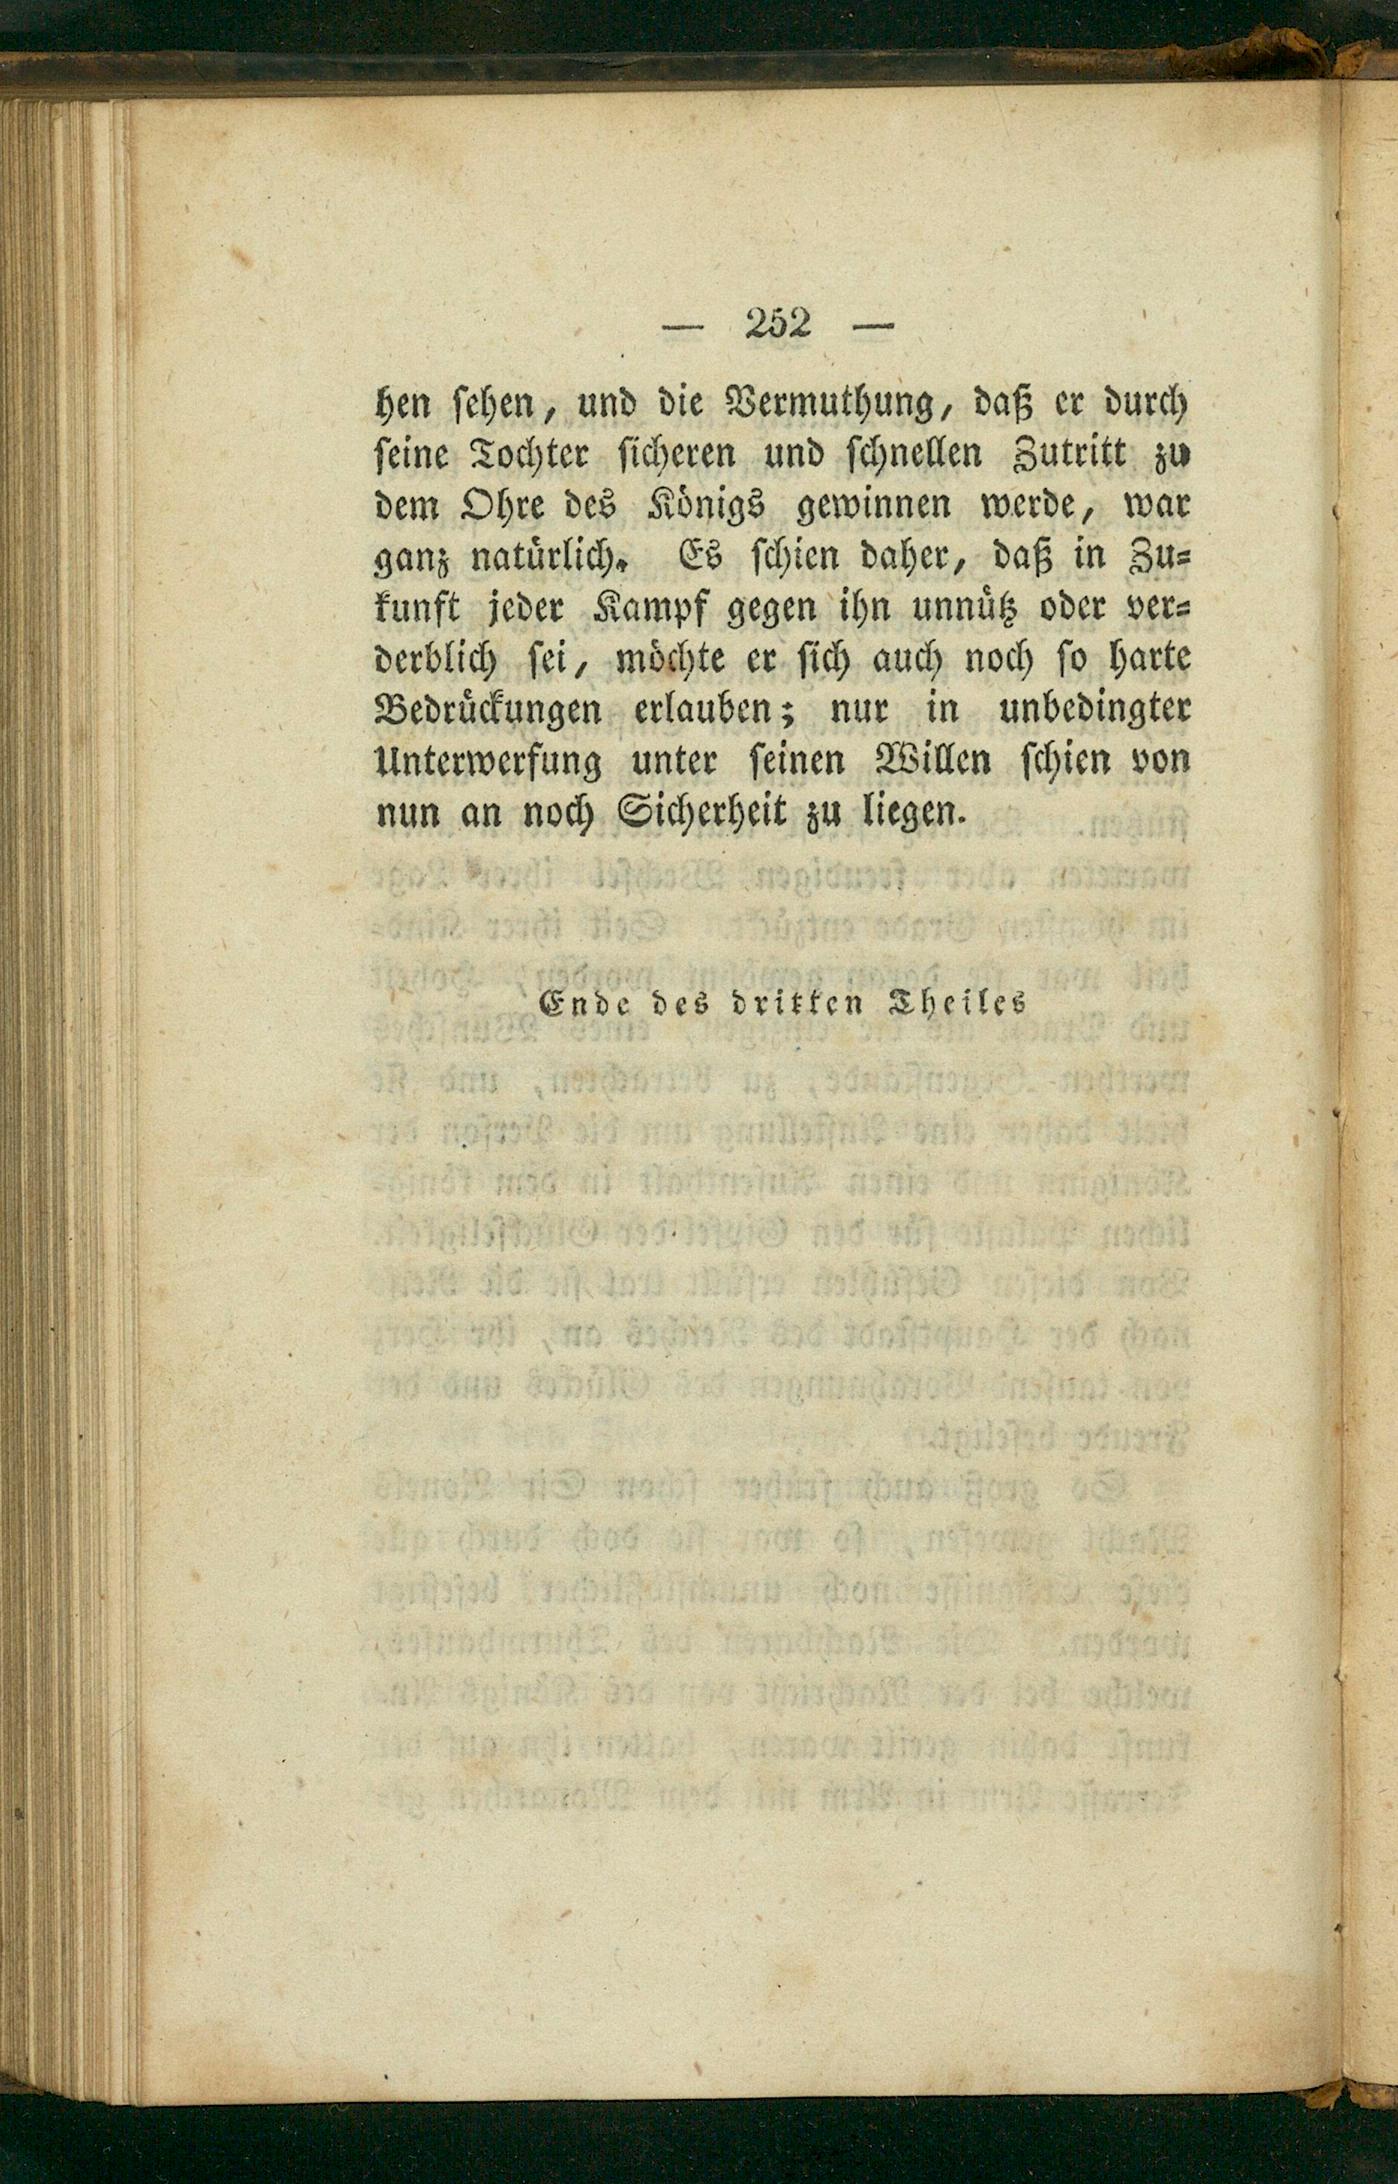 — 252 —
hen sehen, und die Vermuthung, daß er durch
seine Tochter sicheren und schnellen Zutritt zu
dem Ohre des Königs gewinnen werde, war
ganz natürlich. Es schien daher, daß in Zu=
kunft jeder Kampf gegen ihn unnütz oder ver=
derblich sei, möchte er sich auch noch so harte
Bedrückungen erlauben; nur in unbedingter
Unterwerfung unter seinen Willen schien von
nun an noch Sicherheit zu liegen.
Ende des dritten Theiles